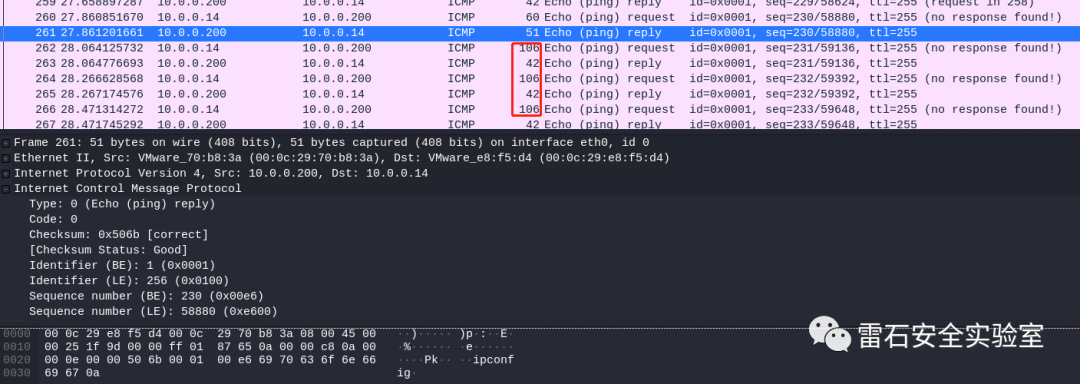 259 27.658897287 10.0.0.200 10.0.0.14 ICMP 42 Echo (ping) reply id=0x0001, seq=229/58624, ttl=255 (request in 258)
260 27.860851670 10.0.0.14 10.0.0.200 ICMP 60 Echo (ping) request id=0x0001, seq=230/58880, ttl=255 (no response found!)
261 27.861201661 10.0.0.200 10.0.0.14 ICMP 51 Echo (ping) reply id=0x0001, seq=230/58880, ttl=255
262 28.064125732 10.0.0.14 10.0.0.200 ICMP 106 Echo (ping) request id=0x0001, seq=231/59136, ttl=255 (no response found!)
263 28.064776693 10.0.0.200 10.0.0.14 ICMP 42 Echo (ping) reply id=0x0001, seq=231/59136, ttl=255
264 28.266628568 10.0.0.14 10.0.0.200 ICMP 106 Echo (ping) request id=0x0001, seq=232/59392, ttl=255 (no response found!)
265 28.267174576 10.0.0.200 10.0.0.14 ICMP 42 Echo (ping) reply id=0x0001, seq=232/59392, ttl=255
266 28.471314272 10.0.0.14 10.0.0.200 ICMP 106 Echo (ping) request id=0x0001, seq=233/59648, ttl=255 (no response found!)
267 28.471745292 10.0.0.200 10.0.0.14 ICMP 42 Echo (ping) reply id=0x0001, seq=233/59648, ttl=255
Frame 261: 51 bytes on wire (408 bits), 51 bytes captured (408 bits) on interface eth0, id 0
Ethernet II, Src: VMware_70:b8:3a (00:0c:29:70:b8:3a), Dst: VMware_e8:f5:d4 (00:0c:29:e8:f5:d4)
Internet Protocol Version 4, Src: 10.0.0.200, Dst: 10.0.0.14
Internet Control Message Protocol
Type: 0 (Echo (ping) reply)
Code: 0
Checksum: 0x506b [correct]
[Checksum Status: Good]
Identifier (BE): 1 (0x0001)
Identifier (LE): 256 (0x0100)
Sequence number (BE): 230 (0x00e6)
Sequence number (LE): 58880 (0xe600)
0000 00 0c 29 e8 f5 d4 00 0c 29 70 b8 3a 08 00 45 00 ··)····· )p·:··E·
0010 00 25 1f 9d 00 00 ff 01 87 65 0a 00 00 c8 0a 00 ·%······ ·e······
0020 00 0e 00 00 50 6b 00 01 00 e6 69 70 63 6f 6e 66 ····Pk·· ··ipconf
0030 69 67 0a ig·
雷石安全实验室